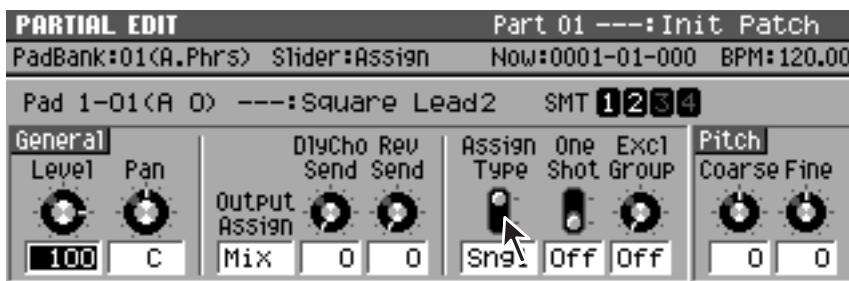 PARTIAL EDIT Part 01 ---:Init Patch
PadBank:01(A.Phrs) Slider:Assign Now:0001-01-000 BPM:120.00
Pad 1-01(A 0) ---:Square Lead2 SMT 1 2 3 4
General DlyCho Rev Assign One Excl Pitch
Level Pan Send Send Type Shot Group Coarse Fine
Output
Assign
100 C Mix 0 0 Sngl Off Off 0 0